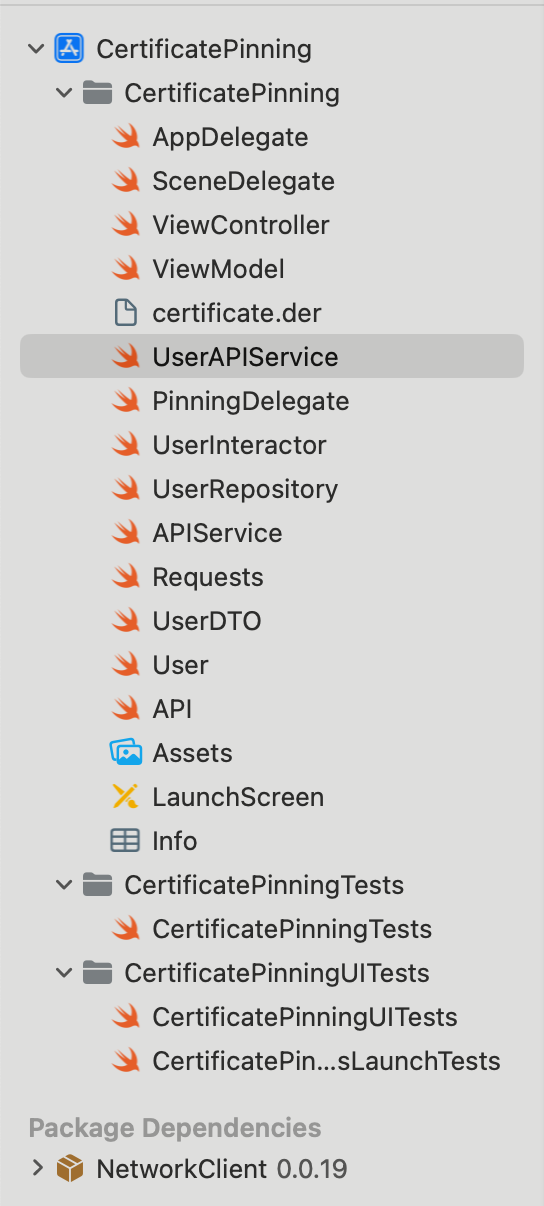 CertificatePinning
CertificatePinning
AppDelegate
SceneDelegate
ViewController
ViewModel
certificate.der
UserAPIService
PinningDelegate
UserInteractor
UserRepository
APIService
Requests
UserDTO
User
API
Assets
LaunchScreen
Info
CertificatePinningTests
CertificatePinningTests
CertificatePinningUITests
CertificatePinningUITests
CertificatePin...sLaunchTests
Package Dependencies
NetworkClient 0.0.19